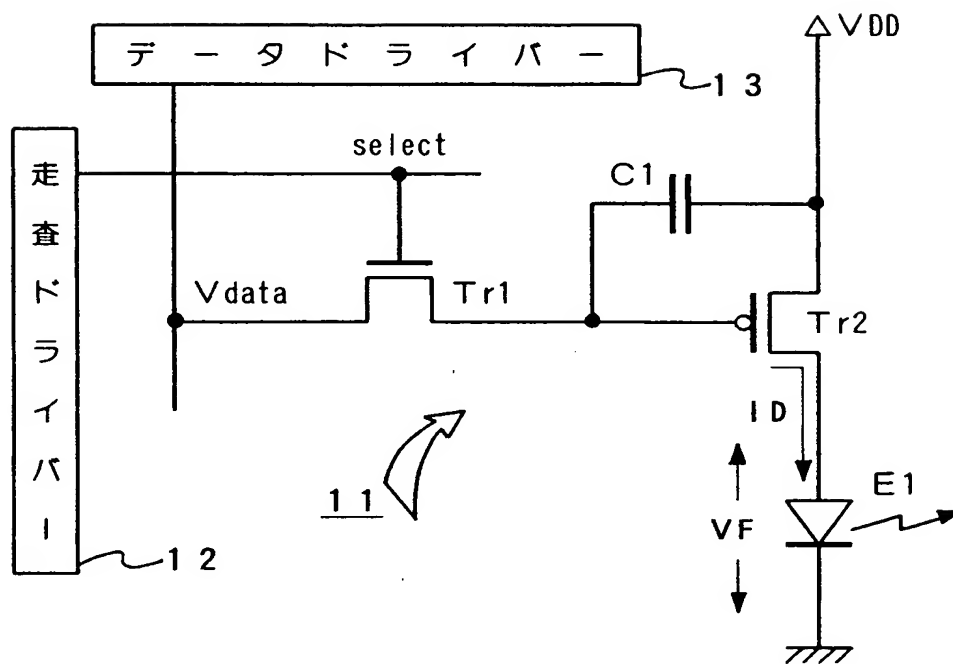 VDD
データドライバー
13
select
C1
走査ドライバー
Vdata
Tr1
Tr2
ID
11
E1
VF
12